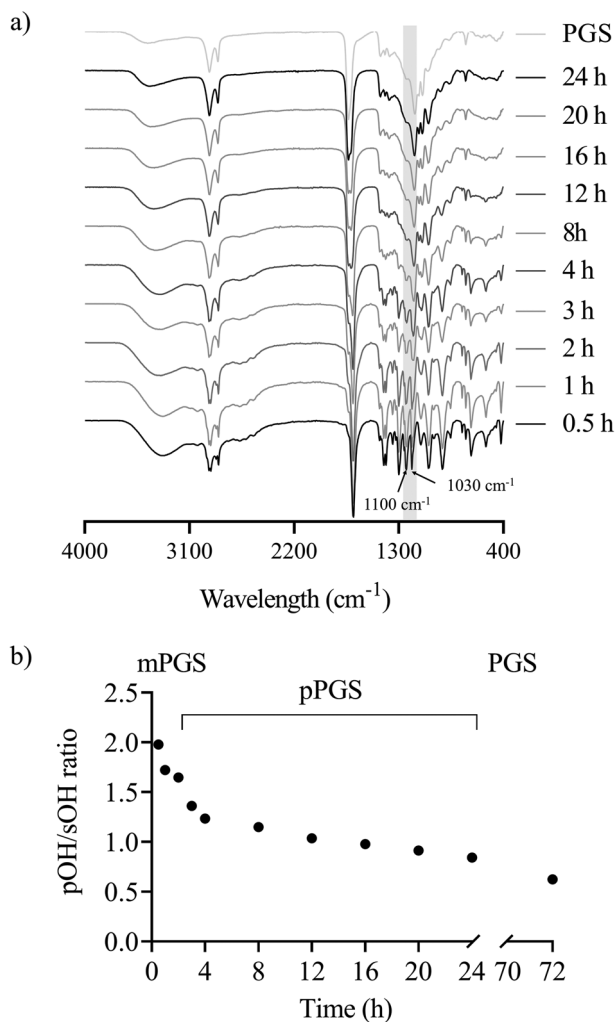 a)
PGS
24 h
20 h
16 h
12 h
8h
4 h
3 h
2 h
1 h
0.5 h
1030 cm-1
1100 cm-1
4000 3100 2200 1300 400
Wavelength (cm-1)
b)
mPGS PGS
pPGS
2.5
2.0
1.5
1.0
0.5
0.0
pOH/sOH ratio
0 4 8 12 16 20 24 70 72
Time (h)